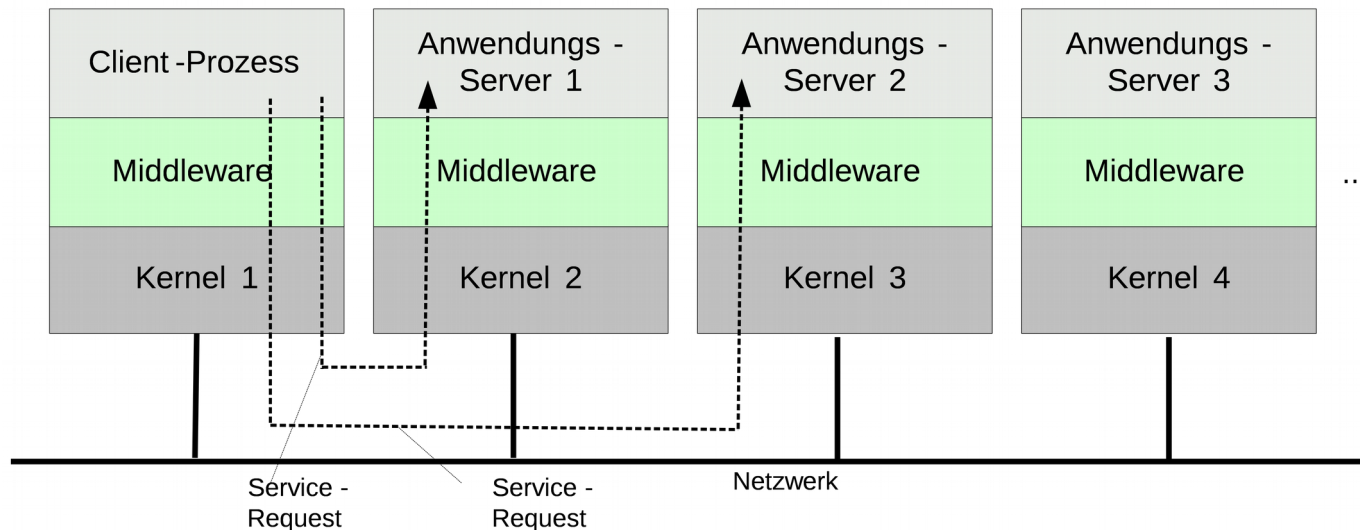 Client -Prozess
Anwendungs -
Server 1
Anwendungs -
Server 2
Anwendungs -
Server 3
Middleware
Middleware
Middleware
Middleware
..
Kernel 1
Kernel 2
Kernel 3
Kernel 4
Service -
Request
Service -
Request
Netzwerk